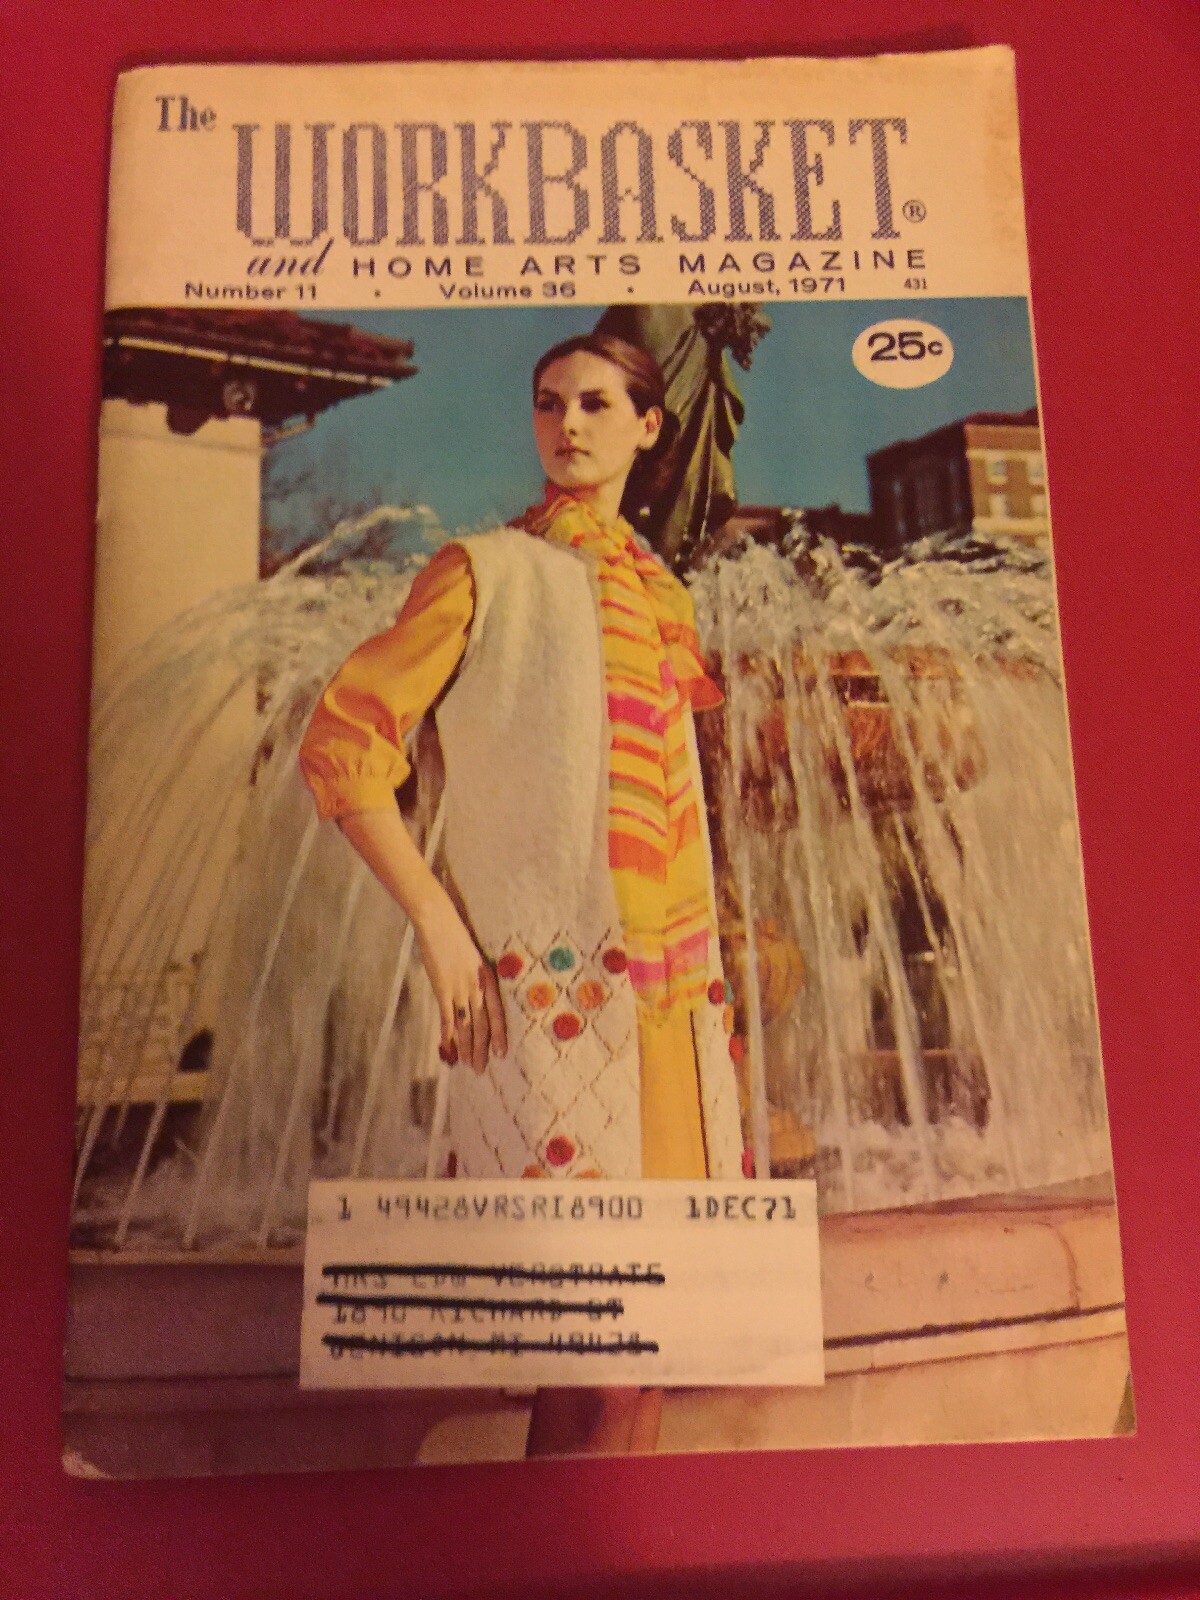 The
WORKBASKET®
and HOME ARTS MAGAZINE
Number 11 • Volume 36 • August, 1971 431
25c
1 49428VRSRI8900 1DEC71